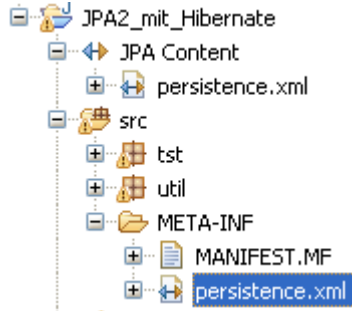 JPA2_mit_Hibernate
JPA Content
persistence.xml
src
tst
util
META-INF
MANIFEST.MF
persistence.xml